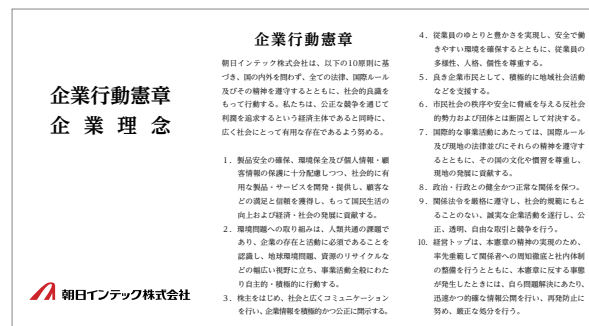 企業行動憲章
企業理念
朝日インテック株式会社
企業行動憲章
朝日インテック株式会社は、以下の10原則に基
づき、国の内外を問わず、全ての法律、国際ルール
及びその精神を遵守するとともに、社会的良識を
もって行動する。私たちは、公正な競争を通じて
利潤を追求するという経済主体であると同時に、
広く社会にとって有用な存在であるよう努める。
1. 製品安全の確保、環境保全及び個人情報・顧
客情報の保護に十分配慮しつつ、社会的に有
用な製品・サービスを開発・提供し、顧客な
どの満足と信頼を獲得し、もって国民生活の
向上および経済・社会の発展に貢献する。
2. 環境問題への取り組みは、人類共通の課題で
あり、企業の存在と活動に必須であることを
認識し、地球環境問題、資源のリサイクルな
どの幅広い視野に立ち、事業活動全般にわた
り自主的・積極的に行動する。
3. 株主をはじめ、社会と広くコミュニケーション
を行い、企業情報を積極的かつ公正に開示する。
4. 従業員のゆとりと豊かさを実現し、安全で働
きやすい環境を確保するとともに、従業員の
多様性、人格、個性を尊重する。
5. 良き企業市民として、積極的に地域社会活動
などを支援する。
6. 市民社会の秩序や安全に脅威を与える反社会
的勢力および団体とは断固として対決する。
7. 国際的な事業活動にあたっては、国際ルール
及び現地の法律並びにそれらの精神を遵守す
るとともに、その国の文化や慣習を尊重し、
現地の発展に貢献する。
8. 政治・行政との健全かつ正常な関係を保つ。
9. 関係法令を厳格に遵守し、社会的規範にもと
ることのない、誠実な企業活動を遂行し、公
正、透明、自由な取引と競争を行う。
10. 経営トップは、本憲章の精神の実現のため、
率先垂範して関係者への周知徹底と社内体制
の整備を行うとともに、本憲章に反する事態
が発生したときには、自ら問題解決にあたり、
迅速かつ的確な情報公開を行い、再発防止に
努め、厳正な処分を行う。